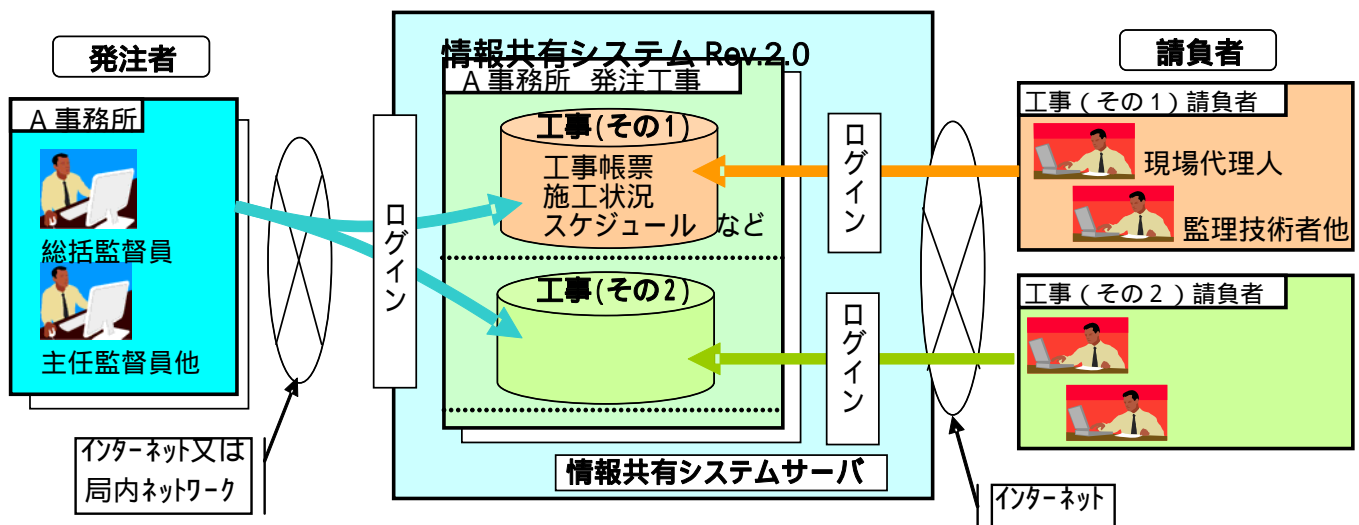 発注者
A 事務所
総括監督員
主任監督員他
インターネット又は
局内ネットワーク
ログイン
情報共有システム Rev.2.0
A 事務所 発注工事
工事(その1)
工事帳票
施工状況
スケジュール など
工事(その2)
情報共有システムサーバ
ログイン
ログイン
請負者
工事(その1)請負者
現場代理人
監理技術者他
工事(その2)請負者
インターネット